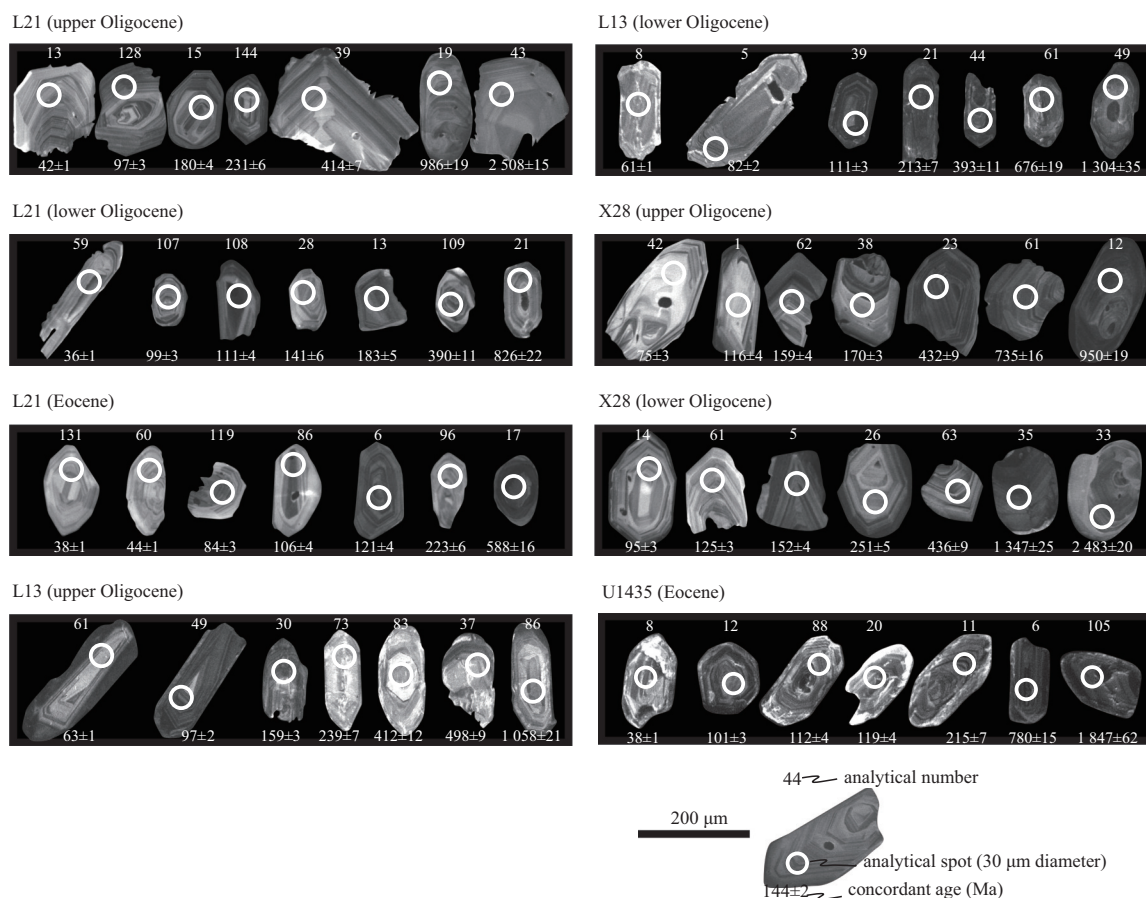 L21 (upper Oligocene)
13 128 15 144 39 19 43
42±1 97±3 180±4 231±6 414±7 986±19 2 508±15
L13 (lower Oligocene)
8 5 39 21 44 61 49
61±1 82±2 111±3 213±7 393±11 676±19 1 304±35
L21 (lower Oligocene)
59 107 108 28 13 109 21
36±1 99±3 111±4 141±6 183±5 390±11 826±22
X28 (upper Oligocene)
42 1 62 38 23 61 12
75±3 116±4 159±4 170±3 432±9 735±16 950±19
L21 (Eocene)
131 60 119 86 6 96 17
38±1 44±1 84±3 106±4 121±4 223±6 588±16
X28 (lower Oligocene)
14 61 5 26 63 35 33
95±3 125±3 152±4 251±5 436±9 1 347±25 2 483±20
L13 (upper Oligocene)
61 49 30 73 83 37 86
63±1 97±2 159±3 239±7 412±12 498±9 1 058±21
U1435 (Eocene)
8 12 88 20 11 6 105
38±1 101±3 112±4 119±4 215±7 780±15 1 847±62
44 analytical number
200 μm
analytical spot (30 μm diameter)
144±2 concordant age (Ma)